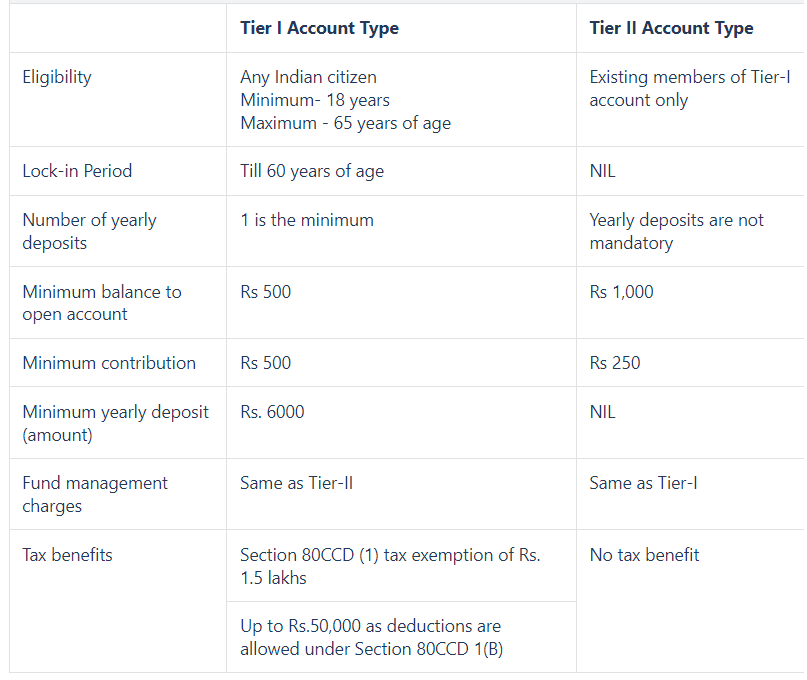 Tier I Account Type
Tier II Account Type
Eligibility
Any Indian citizen
Minimum- 18 years
Maximum - 65 years of age
Existing members of Tier-I
account only
Lock-in Period
Till 60 years of age
NIL
Number of yearly
deposits
1 is the minimum
Yearly deposits are not
mandatory
Minimum balance to
open account
Rs 500
Rs 1,000
Minimum contribution
Rs 500
Rs 250
Minimum yearly deposit
(amount)
Rs. 6000
NIL
Fund management
charges
Same as Tier-II
Same as Tier-I
Tax benefits
Section 80CCD (1) tax exemption of Rs.
1.5 lakhs
No tax benefit
Up to Rs.50,000 as deductions are
allowed under Section 80CCD 1(B)